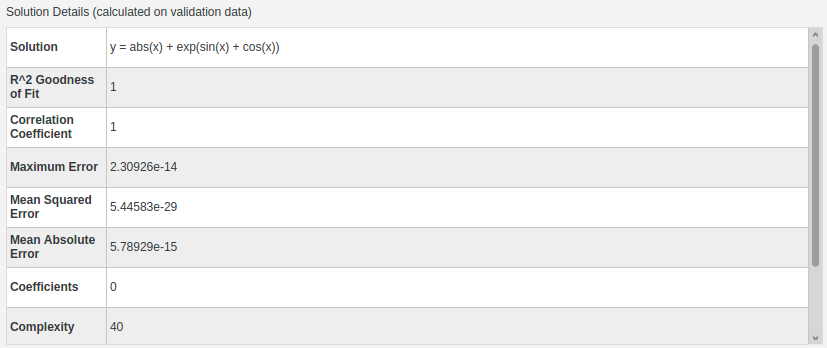 Solution Details (calculated on validation data)
Solution y = abs(x) + exp(sin(x) + cos(x))
R^2 Goodness
of Fit 1
Correlation
Coefficient 1
Maximum Error 2.30926e-14
Mean Squared
Error 5.44583e-29
Mean Absolute
Error 5.78929e-15
Coefficients 0
Complexity 40